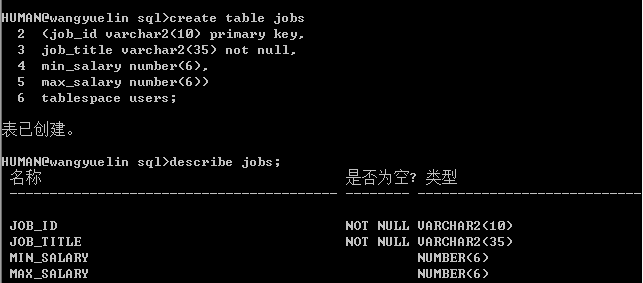 HUMAN@wangyuelin sql>create table jobs
2 (job_id varchar2(10) primary key,
3 job_title varchar2(35) not null,
4 min_salary number(6),
5 max_salary number(6))
6 tablespace users;
表已创建。
HUMAN@wangyuelin sql>describe jobs;
名称 是否为空? 类型
----------------------------------------- -------- ----------------------------
JOB_ID NOT NULL VARCHAR2(10)
JOB_TITLE NOT NULL VARCHAR2(35)
MIN_SALARY NUMBER(6)
MAX_SALARY NUMBER(6)